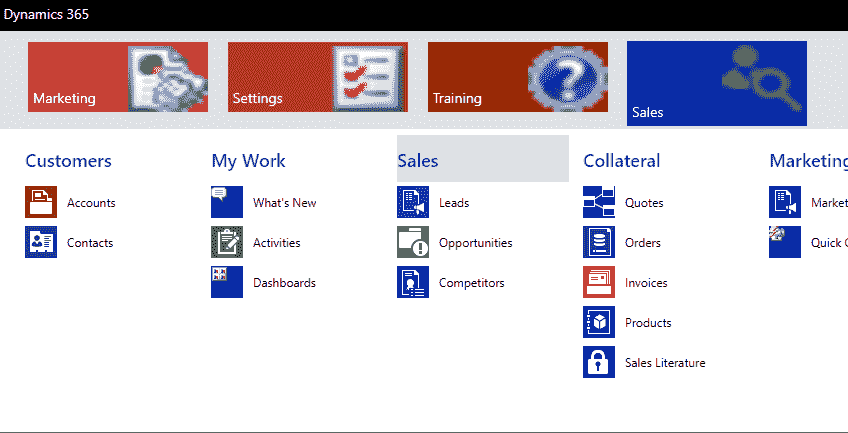 Dynamics 365
Marketing Settings Training Sales
Customers My Work Sales Collateral Marketing
Accounts What's New Leads Quotes
Contacts Activities Opportunities Orders Quick
Dashboards Competitors Invoices
Products
Sales Literature